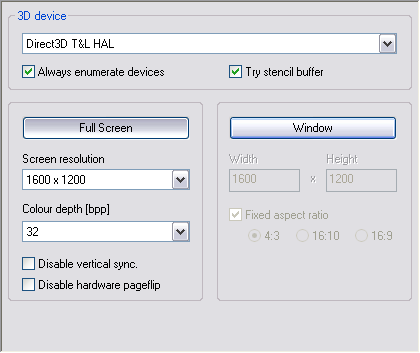 3D device
Direct3D T&L HAL
Always enumerate devices Try stencil buffer
Full Screen
Screen resolution
1600 x 1200
Colour depth [bpp]
32
Disable vertical sync.
Disable hardware pageflip
Window
Width Height
1600 x 1200
Fixed aspect ratio
4:3 16:10 16:9